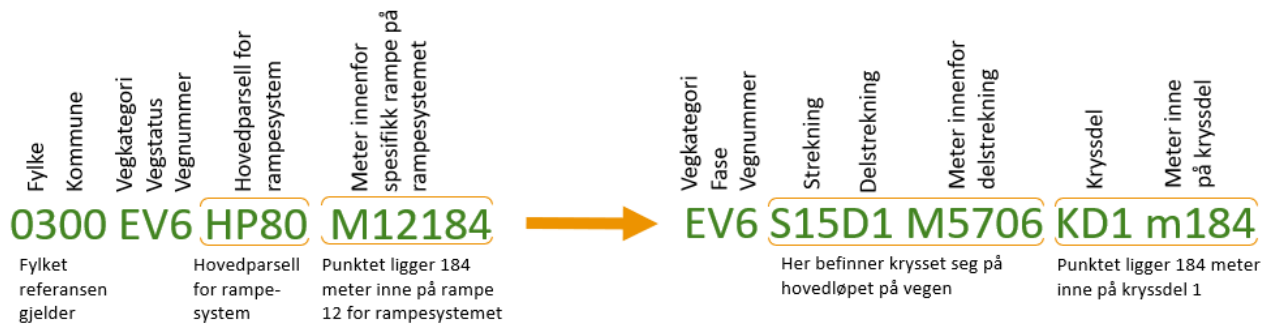 Fylke
Kommune
Vegkategori
Vegstatus
Vegnummer
Hovedparsell for
rampesystem
Meter innenfor
spesifikk rampe på
rampesystemet
0300 EV6 HP80 M12184
Fylket
referansen
gjelder
Hovedparsell
for rampe-
system
Punktet ligger 184
meter inne på rampe
12 for rampesystemet
Vegkategori
Fase
Vegnummer
Strekning
Delstrekning
Meter innenfor
delstrekning
Kryssdel
Meter inne
på kryssdel
EV6 S15D1 M5706 KD1 m184
Her befinner krysset seg på
hovedløpet på vegen
Punktet ligger 184 meter
inne på kryssdel 1